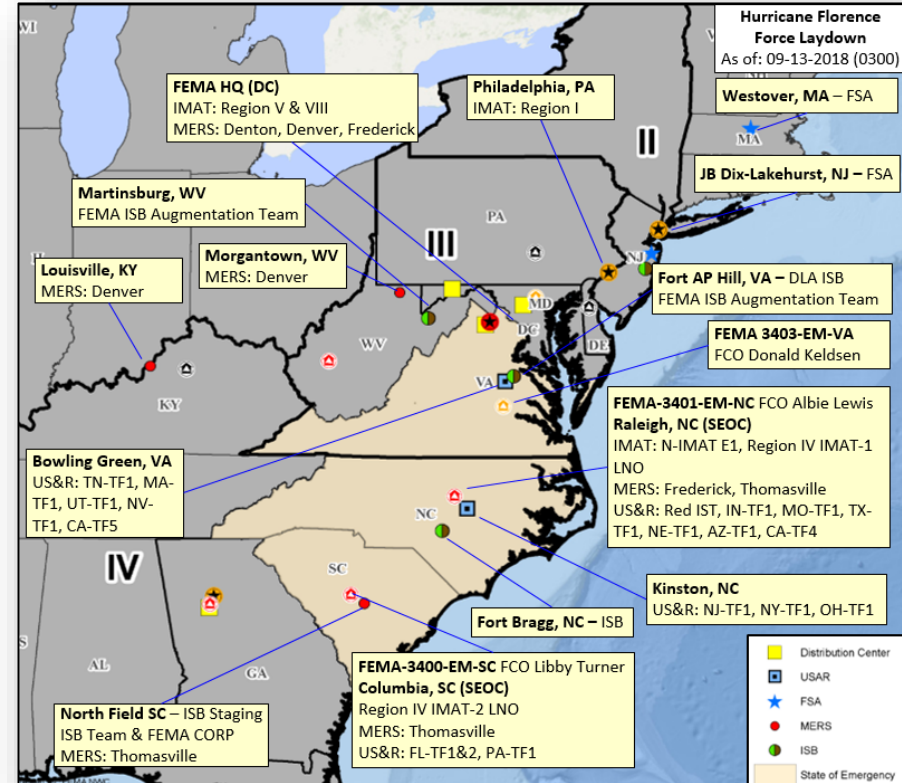 Hurricane Florence
Force Laydown
As of: 09-13-2018 (0300)
FEMA HQ (DC)
IMAT: Region V & VIII
MERS: Denton, Denver, Frederick
Philadelphia, PA
IMAT: Region I
Westover, MA – FSA
JB Dix-Lakehurst, NJ – FSA
Martinsburg, WV
FEMA ISB Augmentation Team
Morgantown, WV
MERS: Denver
Louisville, KY
MERS: Denver
Fort AP Hill, VA – DLA ISB
FEMA ISB Augmentation Team
FEMA 3403-EM-VA
FCO Donald Keldsen
FEMA-3401-EM-NC FCO Albie Lewis
Raleigh, NC (SEOC)
IMAT: N-IMAT E1, Region IV IMAT-1
LNO
MERS: Frederick, Thomasville
US&R: Red IST, IN-TF1, MO-TF1, TX-
TF1, NE-TF1, AZ-TF1, CA-TF4
Bowling Green, VA
US&R: TN-TF1, MA-
TF1, UT-TF1, NV-
TF1, CA-TF5
Kinston, NC
US&R: NJ-TF1, NY-TF1, OH-TF1
Fort Bragg, NC – ISB
FEMA-3400-EM-SC FCO Libby Turner
Columbia, SC (SEOC)
Region IV IMAT-2 LNO
MERS: Thomasville
US&R: FL-TF1&2, PA-TF1
North Field SC – ISB Staging
ISB Team & FEMA CORP
MERS: Thomasville
II
III
IV
WI
MA
PA
NJ
MD
DC
DE
WV
VA
KY
NC
SC
AL
GA
Distribution Center
USAR
FSA
MERS
ISB
State of Emergency